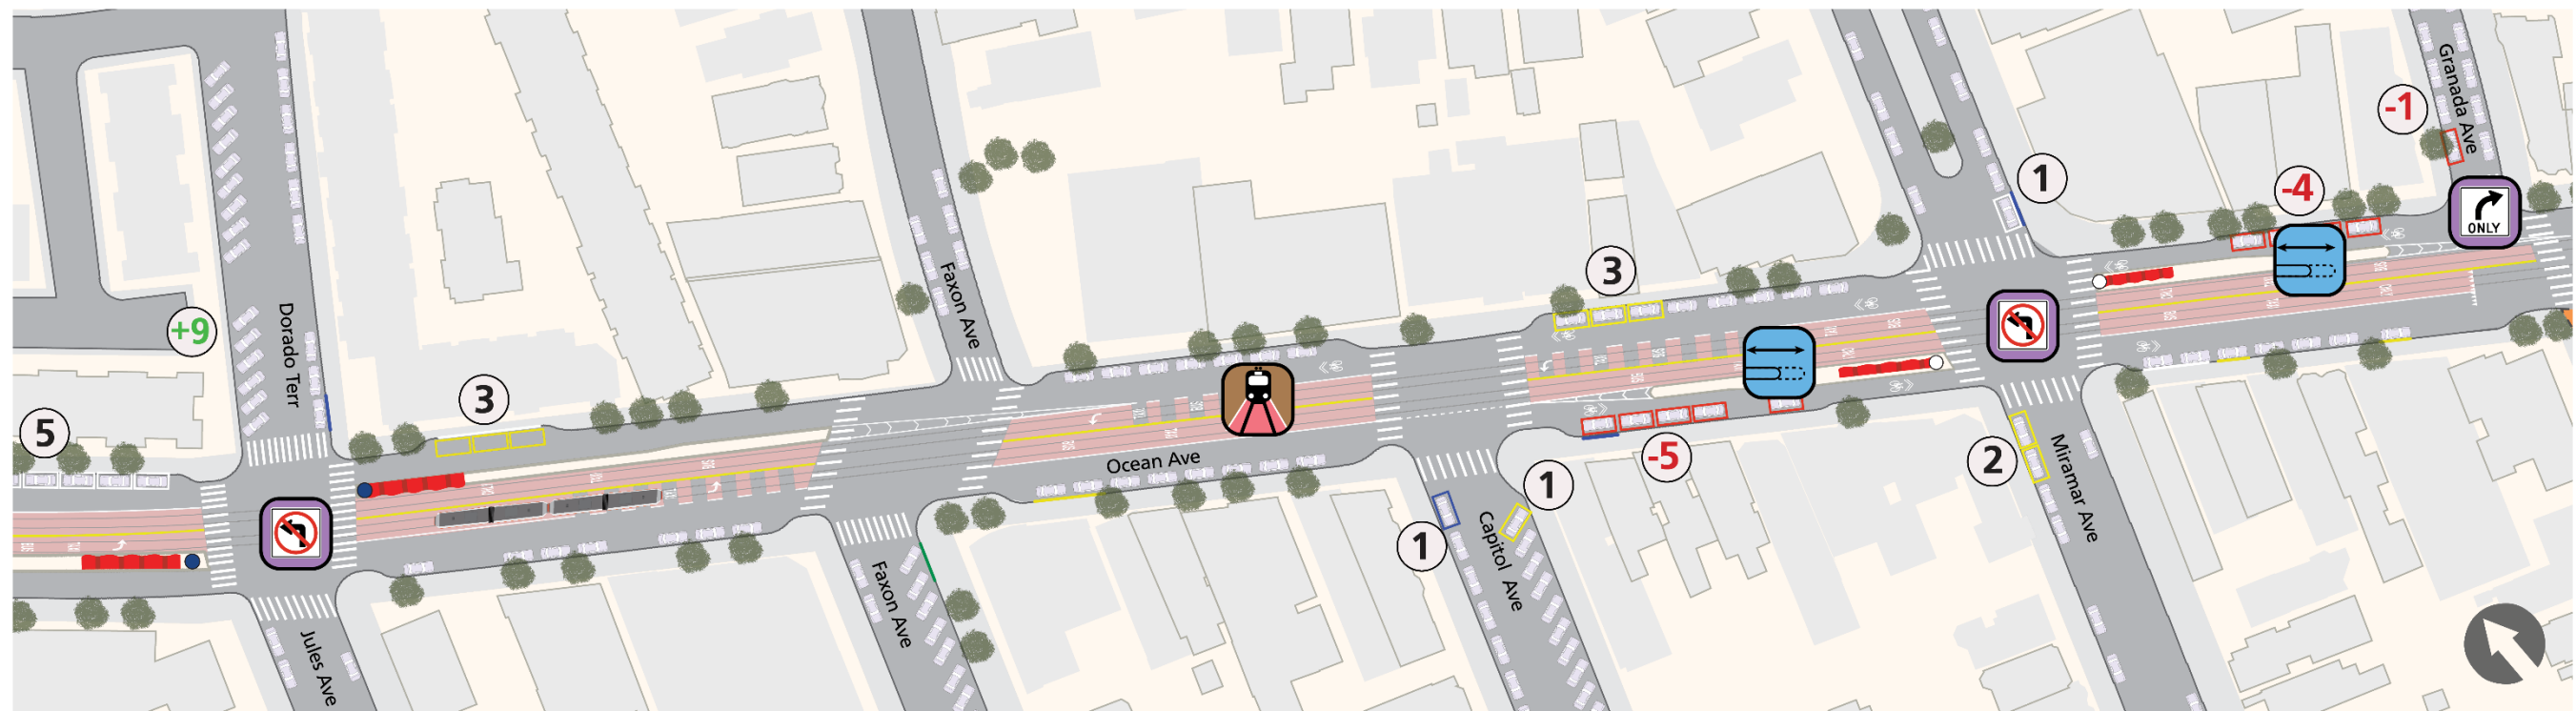 Granada Ave
-1
1
-4
ONLY
3
+9
Dorado Terr
Faxon Ave
3
5
Ocean Ave
-5
1
2
Miramar Ave
1
Capitol Ave
Faxon Ave
Jules Ave